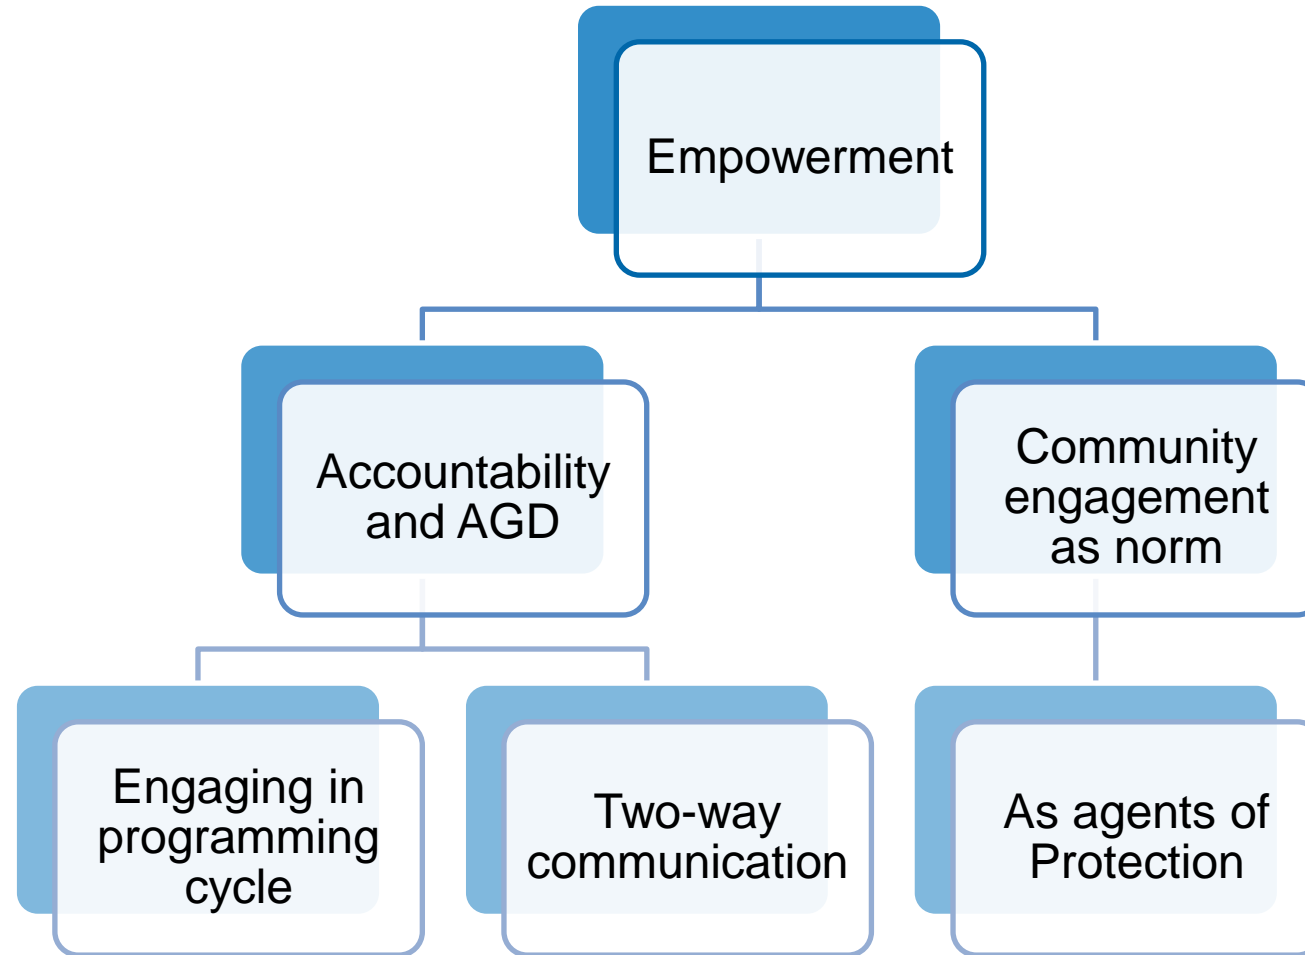 Empowerment
Accountability
and AGD
Community
engagement
as norm
Engaging in
programming
cycle
Two-way
communication
As agents of
Protection